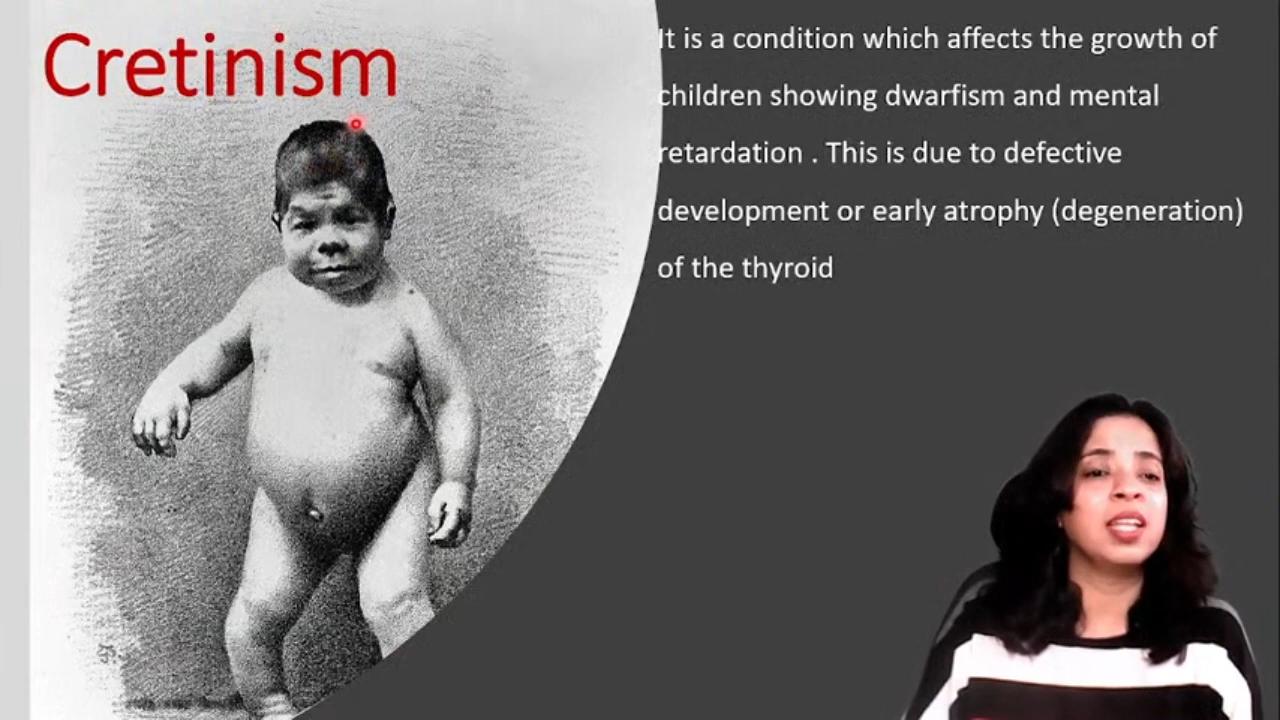 Cretinism
It is a condition which affects the growth of
children showing dwarfism and mental
retardation . This is due to defective
development or early atrophy (degeneration)
of the thyroid